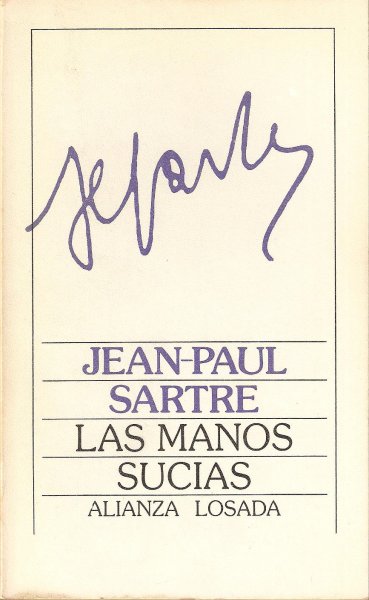 JEAN-PAUL
SARTRE
LAS MANOS
SUCIAS
ALIANZA LOSADA